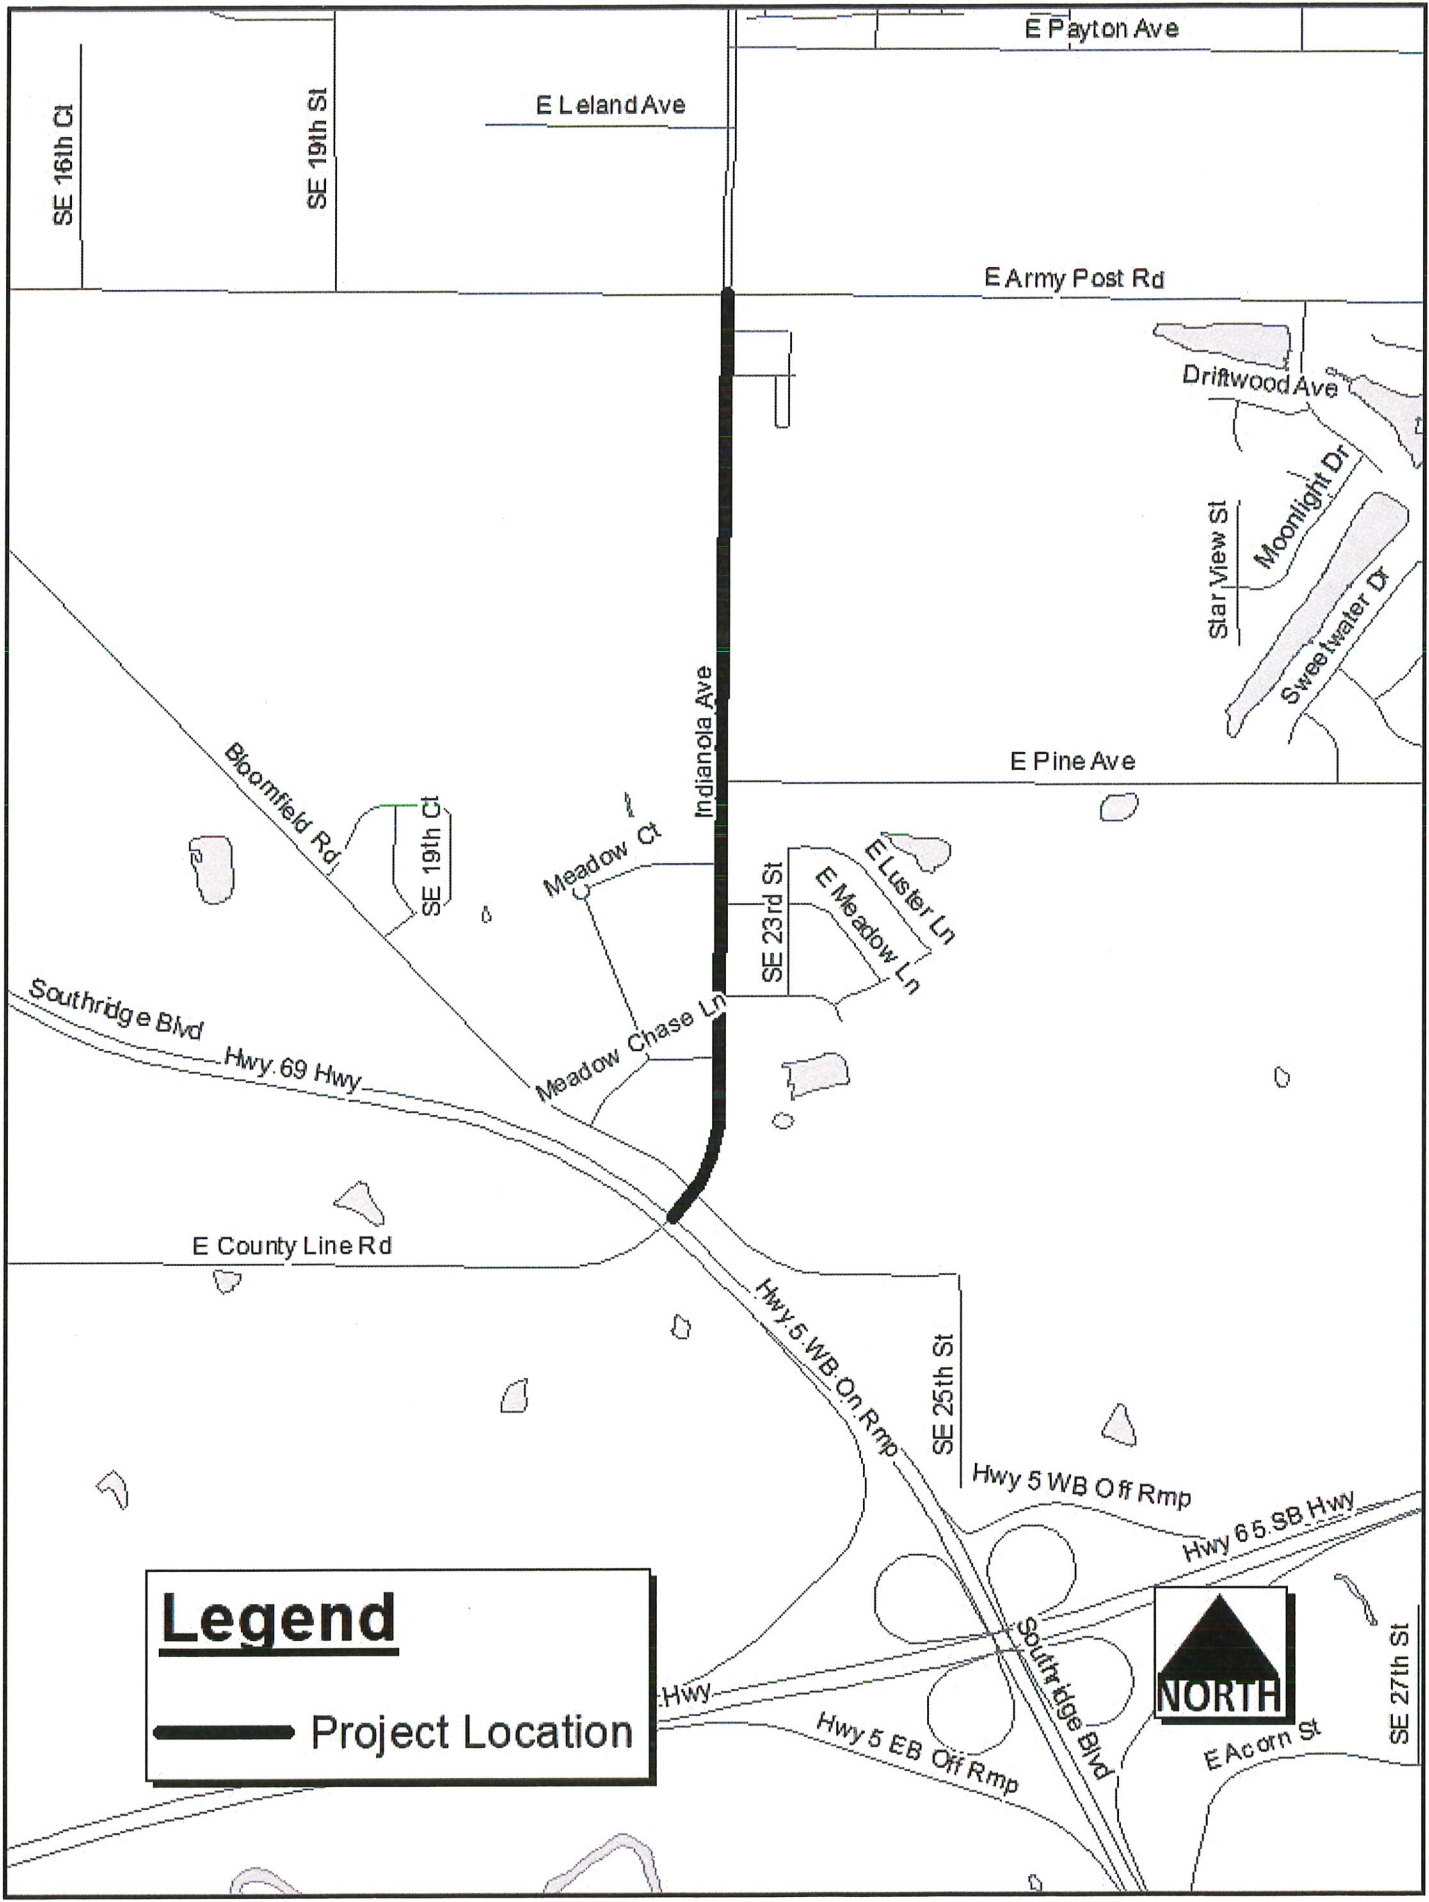 E Payton Ave
E Leland Ave
SE 16th Ct
SE 19th St
E Army Post Rd
Driftwood Ave
Moonlight Dr
Star View St
Sweetwater Dr
Indianola Ave
E Pine Ave
Bloomfield Rd
SE 19th Ct
Meadow Ct
SE 23rd St
E Luster Ln
E Meadow Ln
Southridge Blvd
Hwy 69 Hwy
Meadow Chase Ln
E County Line Rd
Hwy 5 WB On Rmp
SE 25th St
Hwy 5 WB Off Rmp
Hwy 65 SB Hwy
Legend
Project Location
Hwy
Southridge Blvd
NORTH
SE 27th St
Hwy 5 EB Off Rmp
E Acorn St